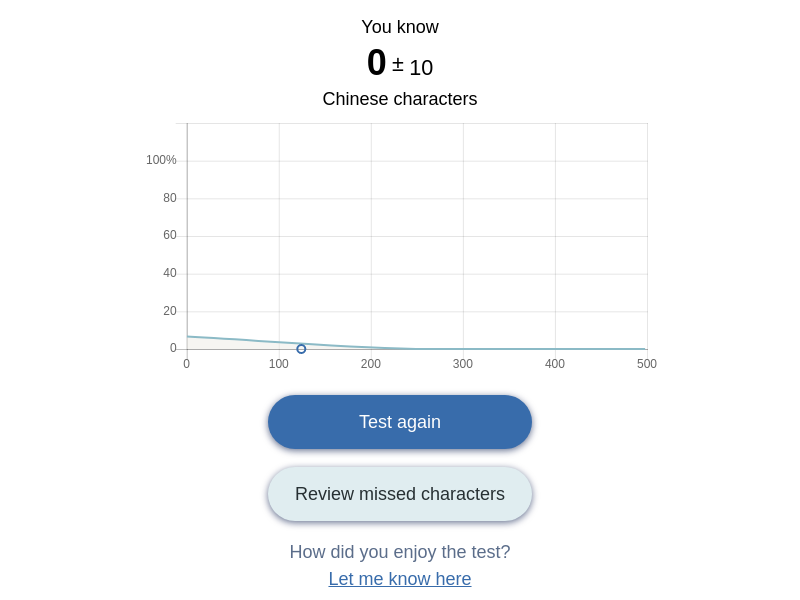 You know
0 ± 10
Chinese characters
100%
80
60
40
20
0
0 100 200 300 400 500
Test again
Review missed characters
How did you enjoy the test?
Let me know here